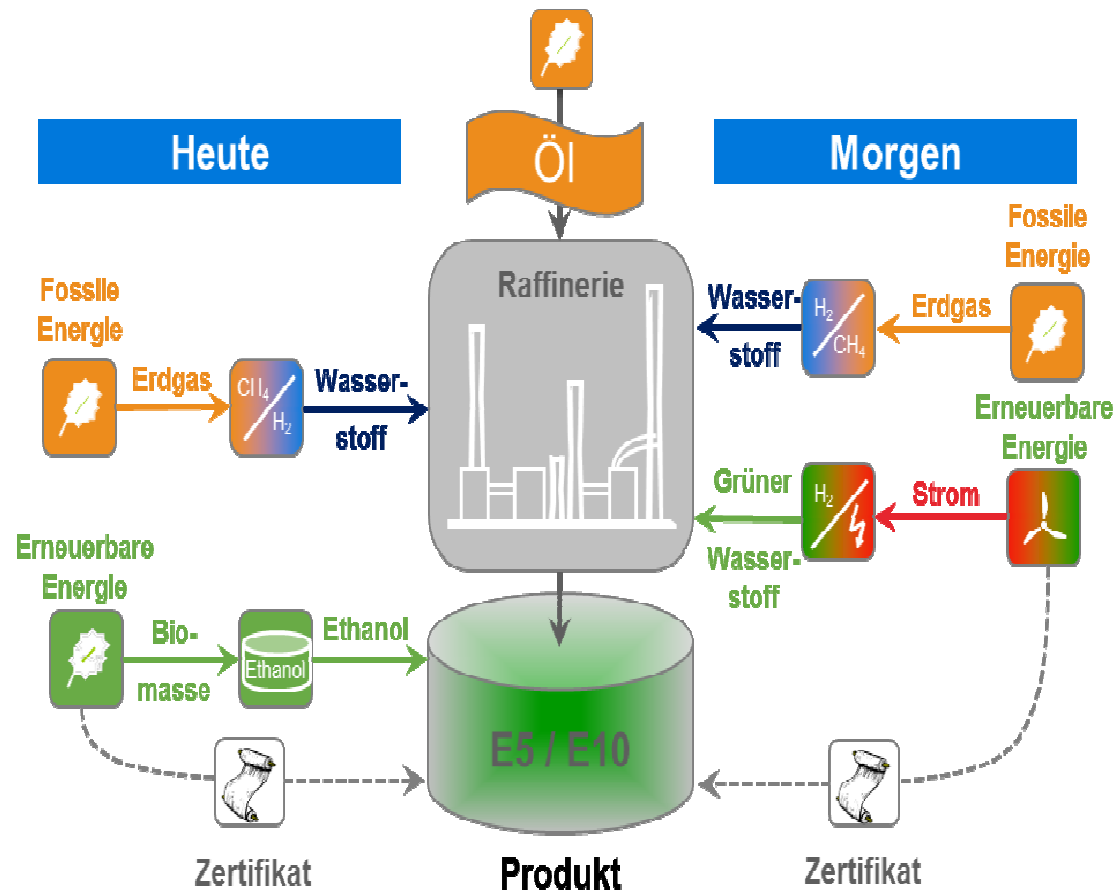 Heute
Öl
Morgen
Raffinerie
Fossile
Energie
Erdgas
CH4
H2
Wasser-
stoff
Erneuerbare
Energie
Bio-
masse
Ethanol
Ethanol
Zertifikat
Fossile
Energie
Erdgas
H2
CH4
Wasser-
stoff
Erneuerbare
Energie
Strom
H2
Grüner
Wasser-
stoff
E5 / E10
Produkt
Zertifikat